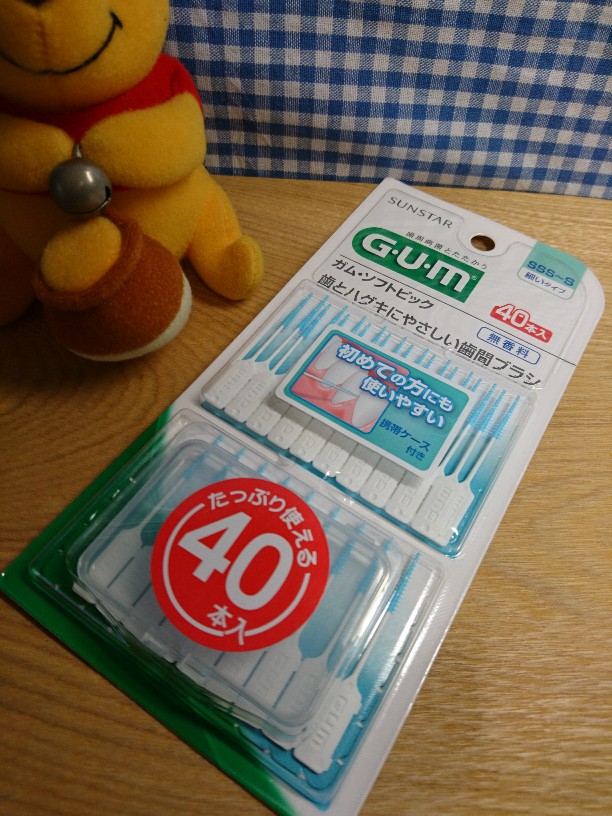 SUNSTAR
歯周病菌とたたかう
G・U・M
SSS～S
細いタイプ
ガム・ソフトピック
40本入
歯とハグキにやさしい歯間ブラシ
無香料
初めての方にも
使いやすい
携帯ケース
付き
たっぷり使える
40
本入
GUM